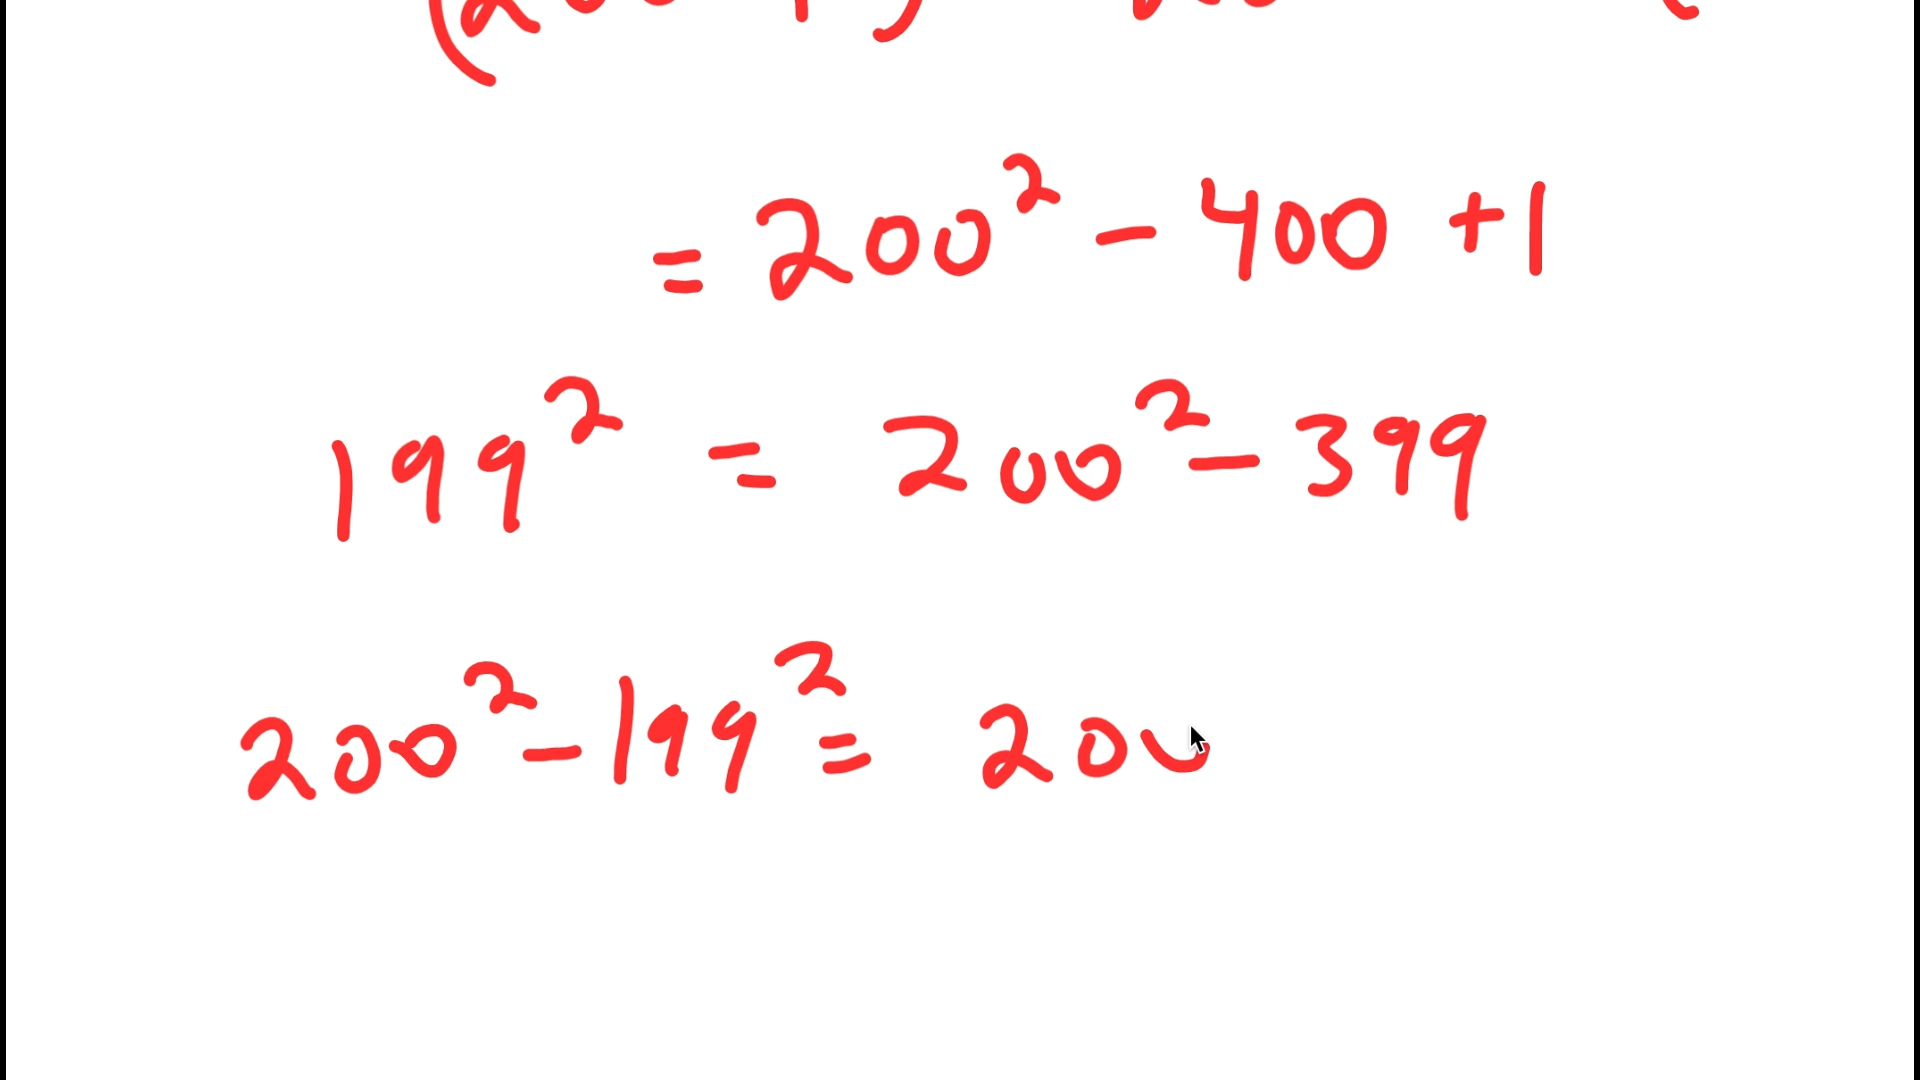 = 200² - 400 + 1
199² = 200² - 399
200² - 199² = 200